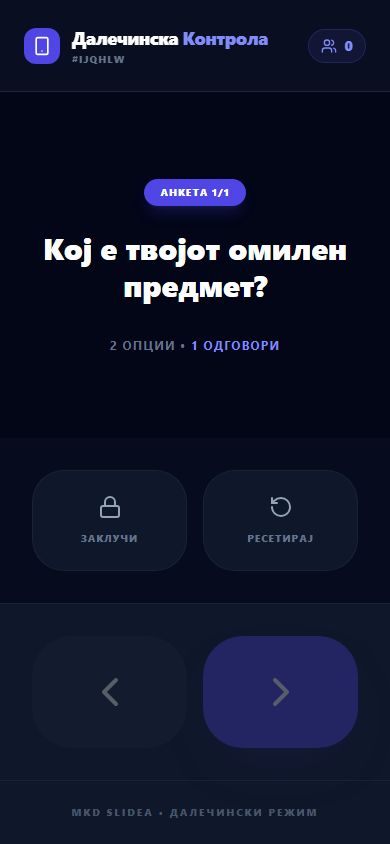 Далечинска Контрола
#IJQHLW
0
АНКЕТА 1/1
Кој е твојот омилен
предмет?
2 ОПЦИИ • 1 ОДГОВОРИ
ЗАКЛУЧИ
РЕСЕТИРАЈ
MKD SLIDEA • ДАЛЕЧИНСКИ РЕЖИМ